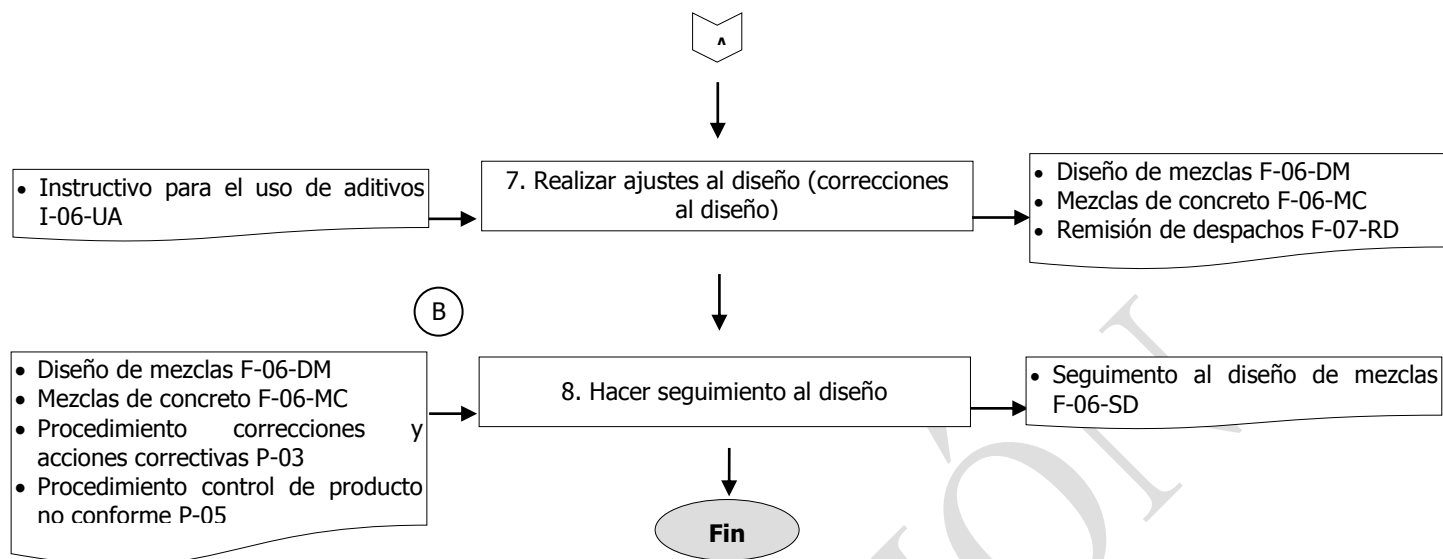 A
• Instructivo para el uso de aditivos
I-06-UA
7. Realizar ajustes al diseño (correcciones
al diseño)
• Diseño de mezclas F-06-DM
• Mezclas de concreto F-06-MC
• Remisión de despachos F-07-RD
B
• Diseño de mezclas F-06-DM
• Mezclas de concreto F-06-MC
• Procedimiento correcciones y
acciones correctivas P-03
• Procedimiento control de producto
no conforme P-05
8. Hacer seguimiento al diseño
• Seguimento al diseño de mezclas
F-06-SD
Fin